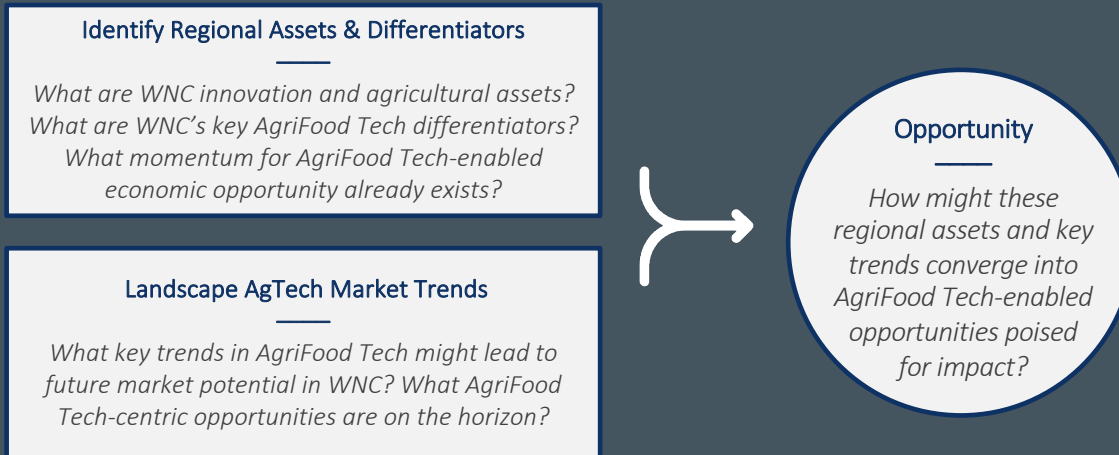 Identify Regional Assets & Differentiators
What are WNC innovation and agricultural assets?
What are WNC’s key AgriFood Tech differentiators?
What momentum for AgriFood Tech-enabled
economic opportunity already exists?
Landscape AgTech Market Trends
What key trends in AgriFood Tech might lead to
future market potential in WNC? What AgriFood
Tech-centric opportunities are on the horizon?
Opportunity
How might these
regional assets and key
trends converge into
AgriFood Tech-enabled
opportunities poised
for impact?